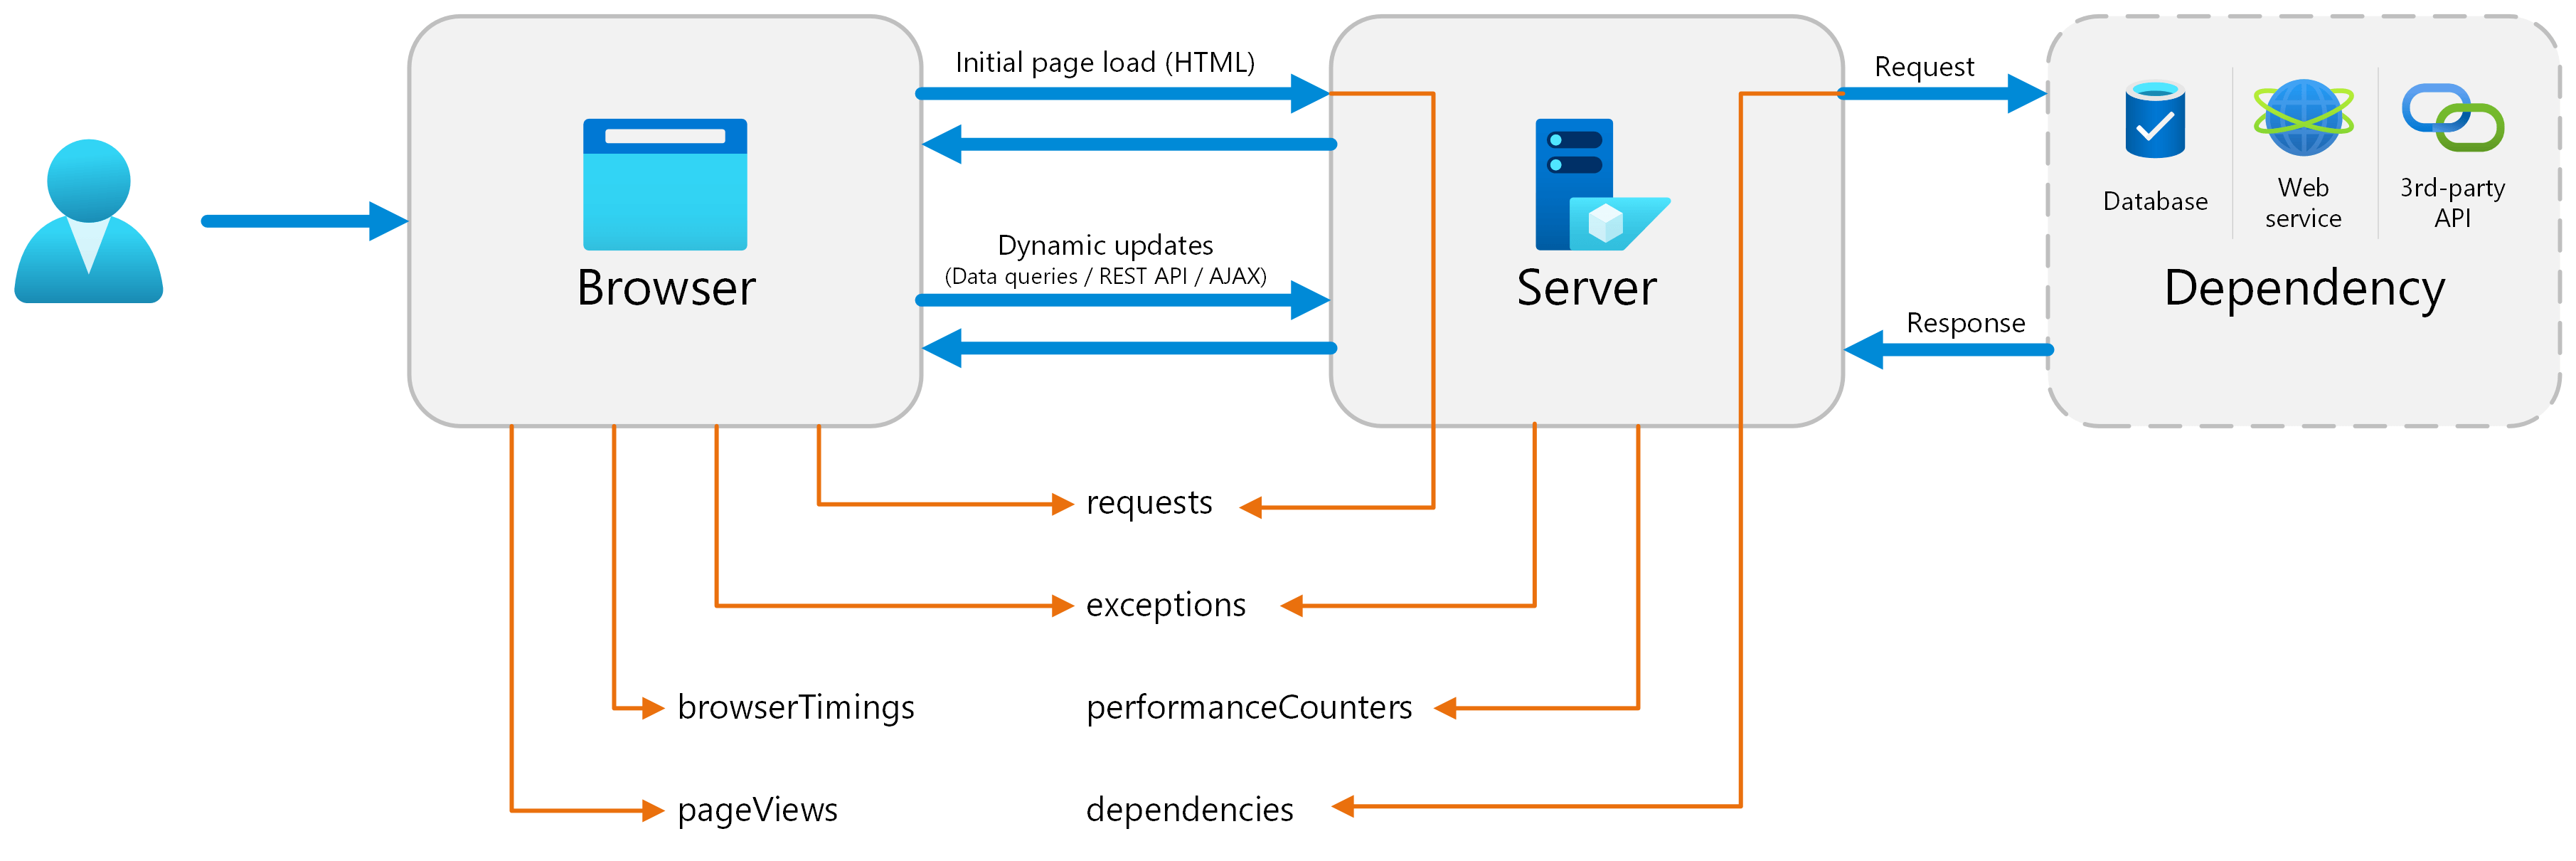 Initial page load (HTML)
Request
Database
Web
service
3rd-party
API
Dynamic updates
(Data queries / REST API / AJAX)
Browser
Server
Dependency
Response
requests
exceptions
browserTimings
performanceCounters
pageViews
dependencies